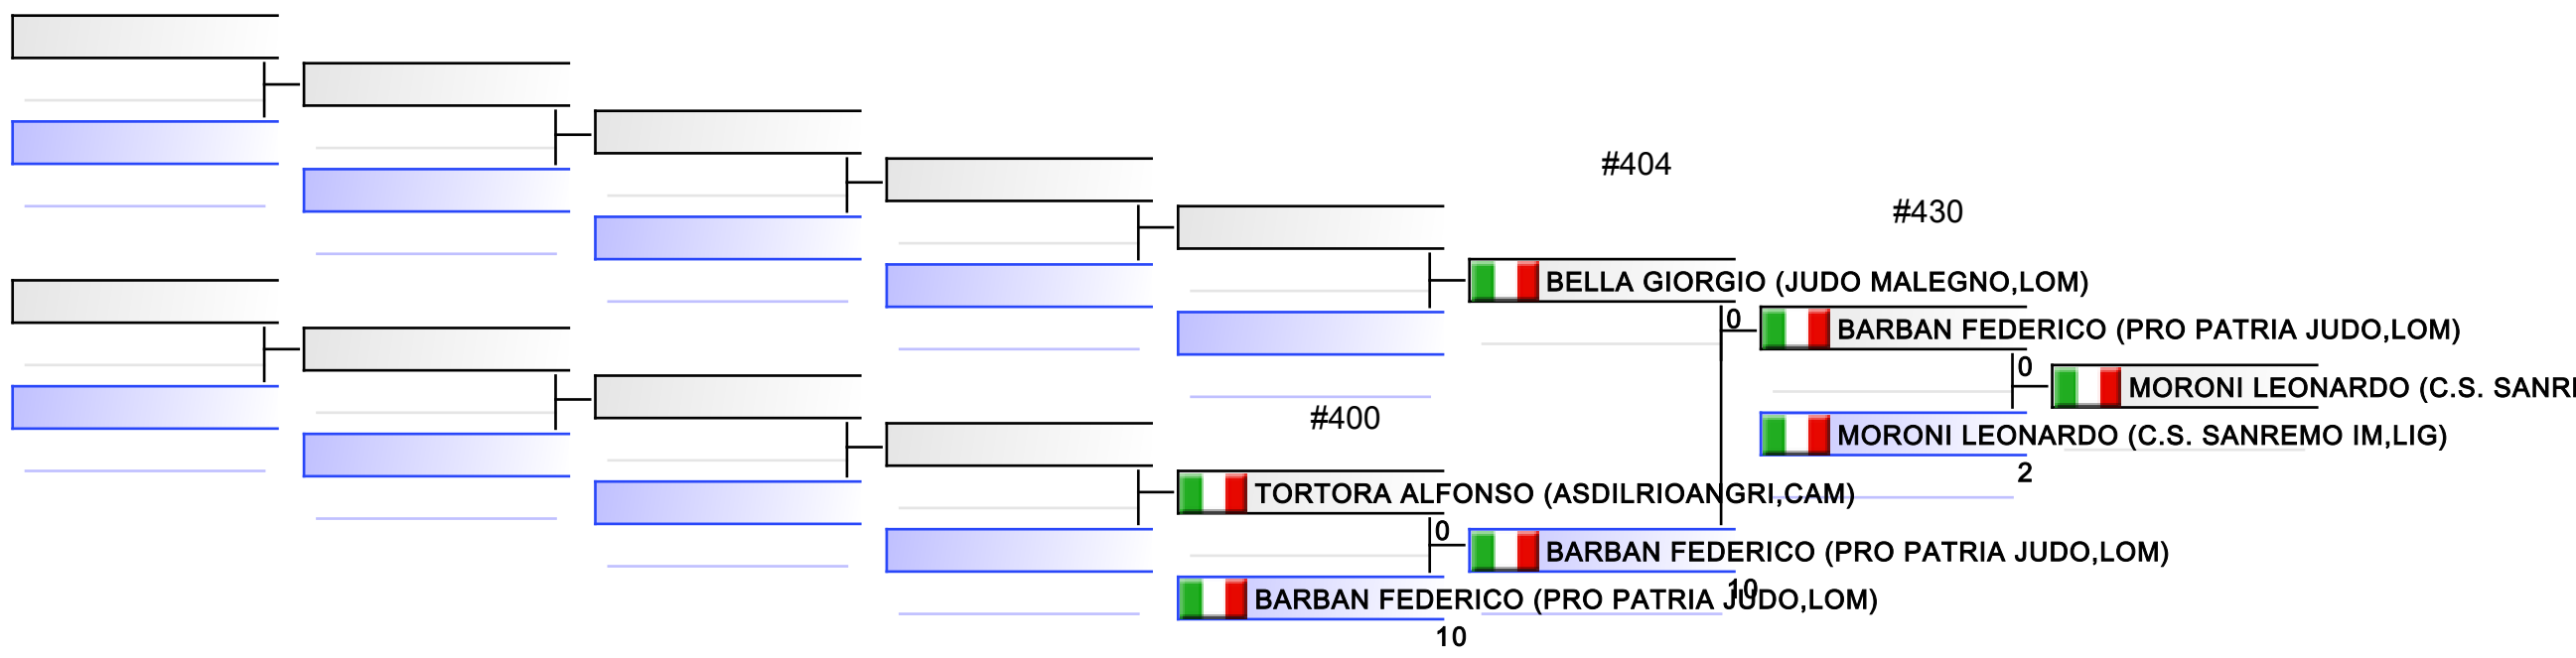 #404
#430
BELLA GIORGIO (JUDO MALEGNO,LOM)
0
BARBAN FEDERICO (PRO PATRIA JUDO,LOM)
0
MORONI LEONARDO (C.S. SANR
#400
MORONI LEONARDO (C.S. SANREMO IM,LIG)
2
TORTORA ALFONSO (ASDILRIOANGRI,CAM)
0
BARBAN FEDERICO (PRO PATRIA JUDO,LOM)
10
BARBAN FEDERICO (PRO PATRIA JUDO,LOM)
10